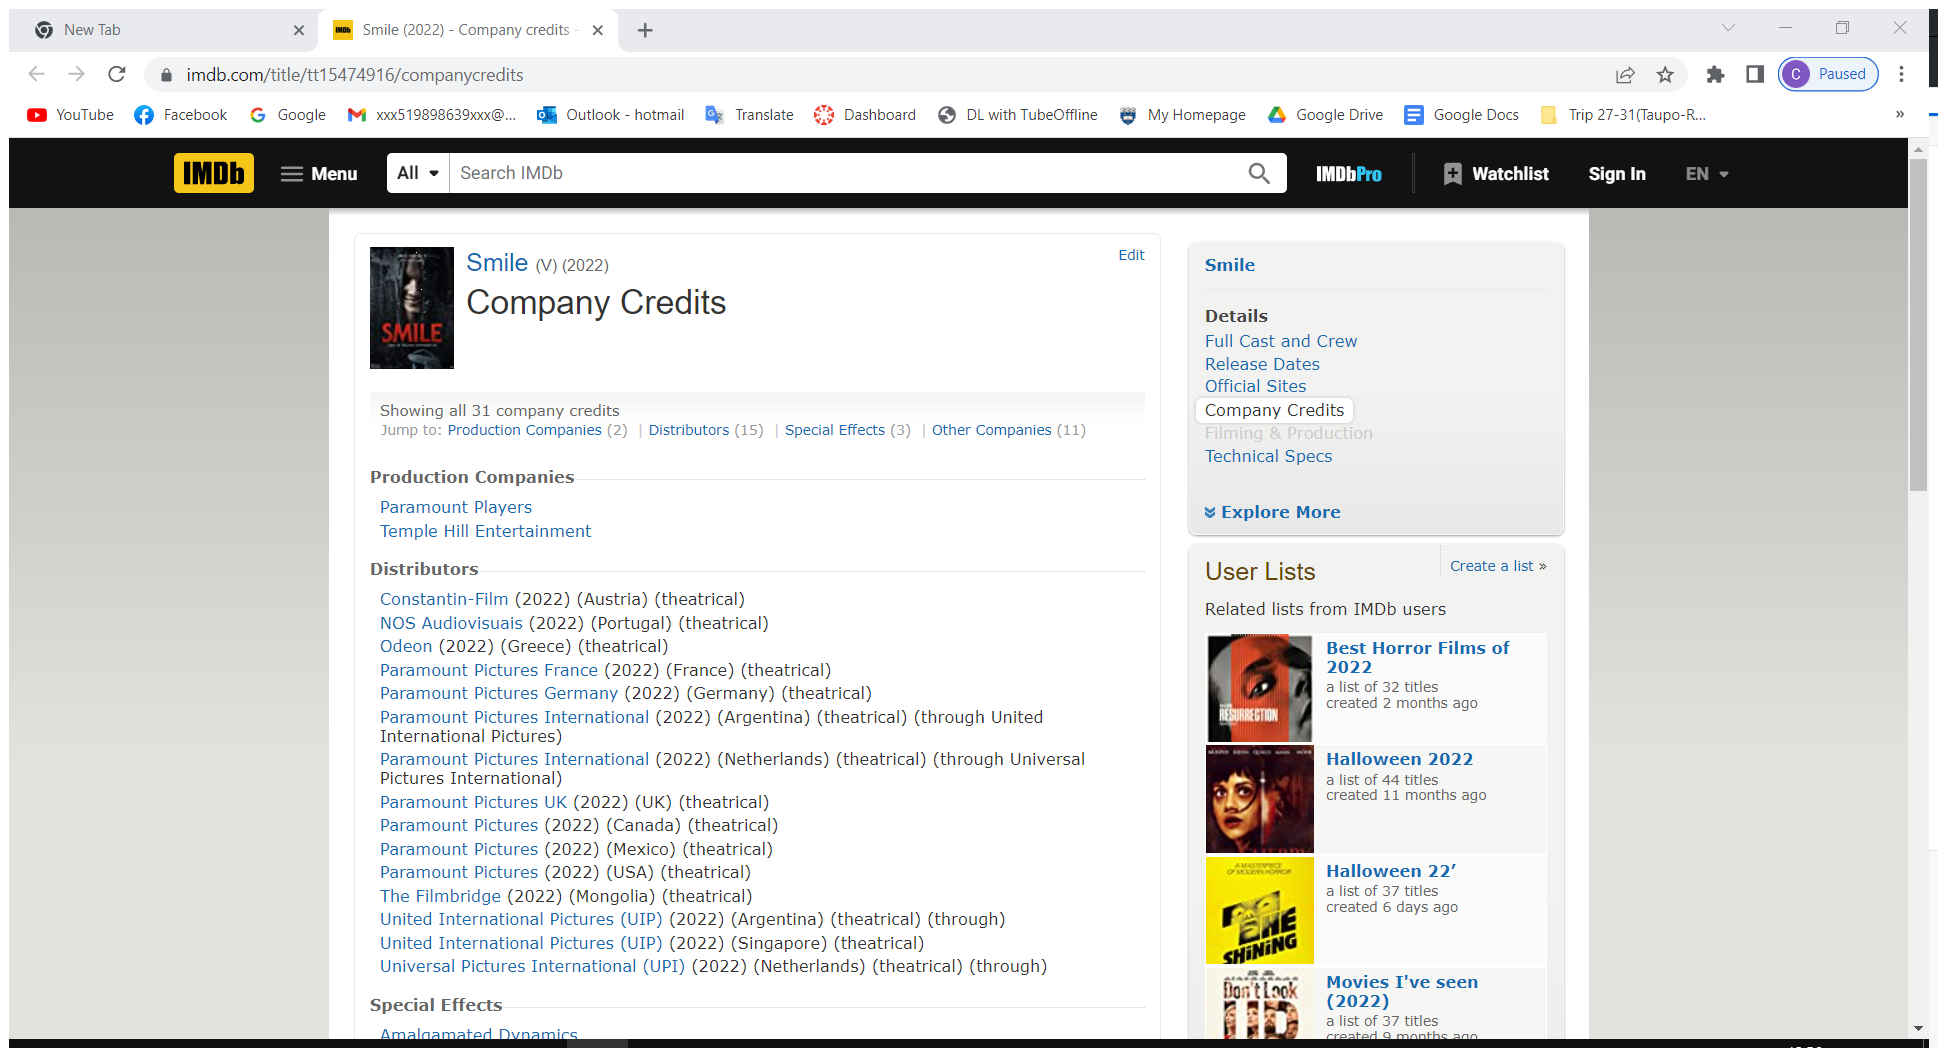 New Tab
IMDb Smile (2022) - Company credits -
imdb.com/title/tt15474916/companycredits
C Paused
YouTube Facebook Google xxx519898639xxx@... Outlook - hotmail Translate Dashboard DL with TubeOffline My Homepage Google Drive Google Docs Trip 27-31(Taupo-R... »
IMDb Menu All Search IMDb IMDbPro Watchlist Sign In EN
Smile (V) (2022)
Edit
Company Credits
SMILE
Showing all 31 company credits
Jump to: Production Companies (2) | Distributors (15) | Special Effects (3) | Other Companies (11)
Production Companies
Paramount Players
Temple Hill Entertainment
Distributors
Constantin-Film (2022) (Austria) (theatrical)
NOS Audiovisuais (2022) (Portugal) (theatrical)
Odeon (2022) (Greece) (theatrical)
Paramount Pictures France (2022) (France) (theatrical)
Paramount Pictures Germany (2022) (Germany) (theatrical)
Paramount Pictures International (2022) (Argentina) (theatrical) (through United
International Pictures)
Paramount Pictures International (2022) (Netherlands) (theatrical) (through Universal
Pictures International)
Paramount Pictures UK (2022) (UK) (theatrical)
Paramount Pictures (2022) (Canada) (theatrical)
Paramount Pictures (2022) (Mexico) (theatrical)
Paramount Pictures (2022) (USA) (theatrical)
The Filmbridge (2022) (Mongolia) (theatrical)
United International Pictures (UIP) (2022) (Argentina) (theatrical) (through)
United International Pictures (UIP) (2022) (Singapore) (theatrical)
Universal Pictures International (UPI) (2022) (Netherlands) (theatrical) (through)
Special Effects
Amalgamated Dynamics
Smile
Details
Full Cast and Crew
Release Dates
Official Sites
Company Credits
Filming & Production
Technical Specs
Explore More
User Lists
Create a list »
Related lists from IMDb users
RESURRECTION
Best Horror Films of
2022
a list of 32 titles
created 2 months ago
Halloween 2022
a list of 44 titles
created 11 months ago
A MASTERPIECE
OF MODERN HORROR
THE
SHiNiNG
Halloween 22’
a list of 37 titles
created 6 days ago
Don't Look
UP
Movies I've seen
(2022)
a list of 37 titles
created 9 months ago